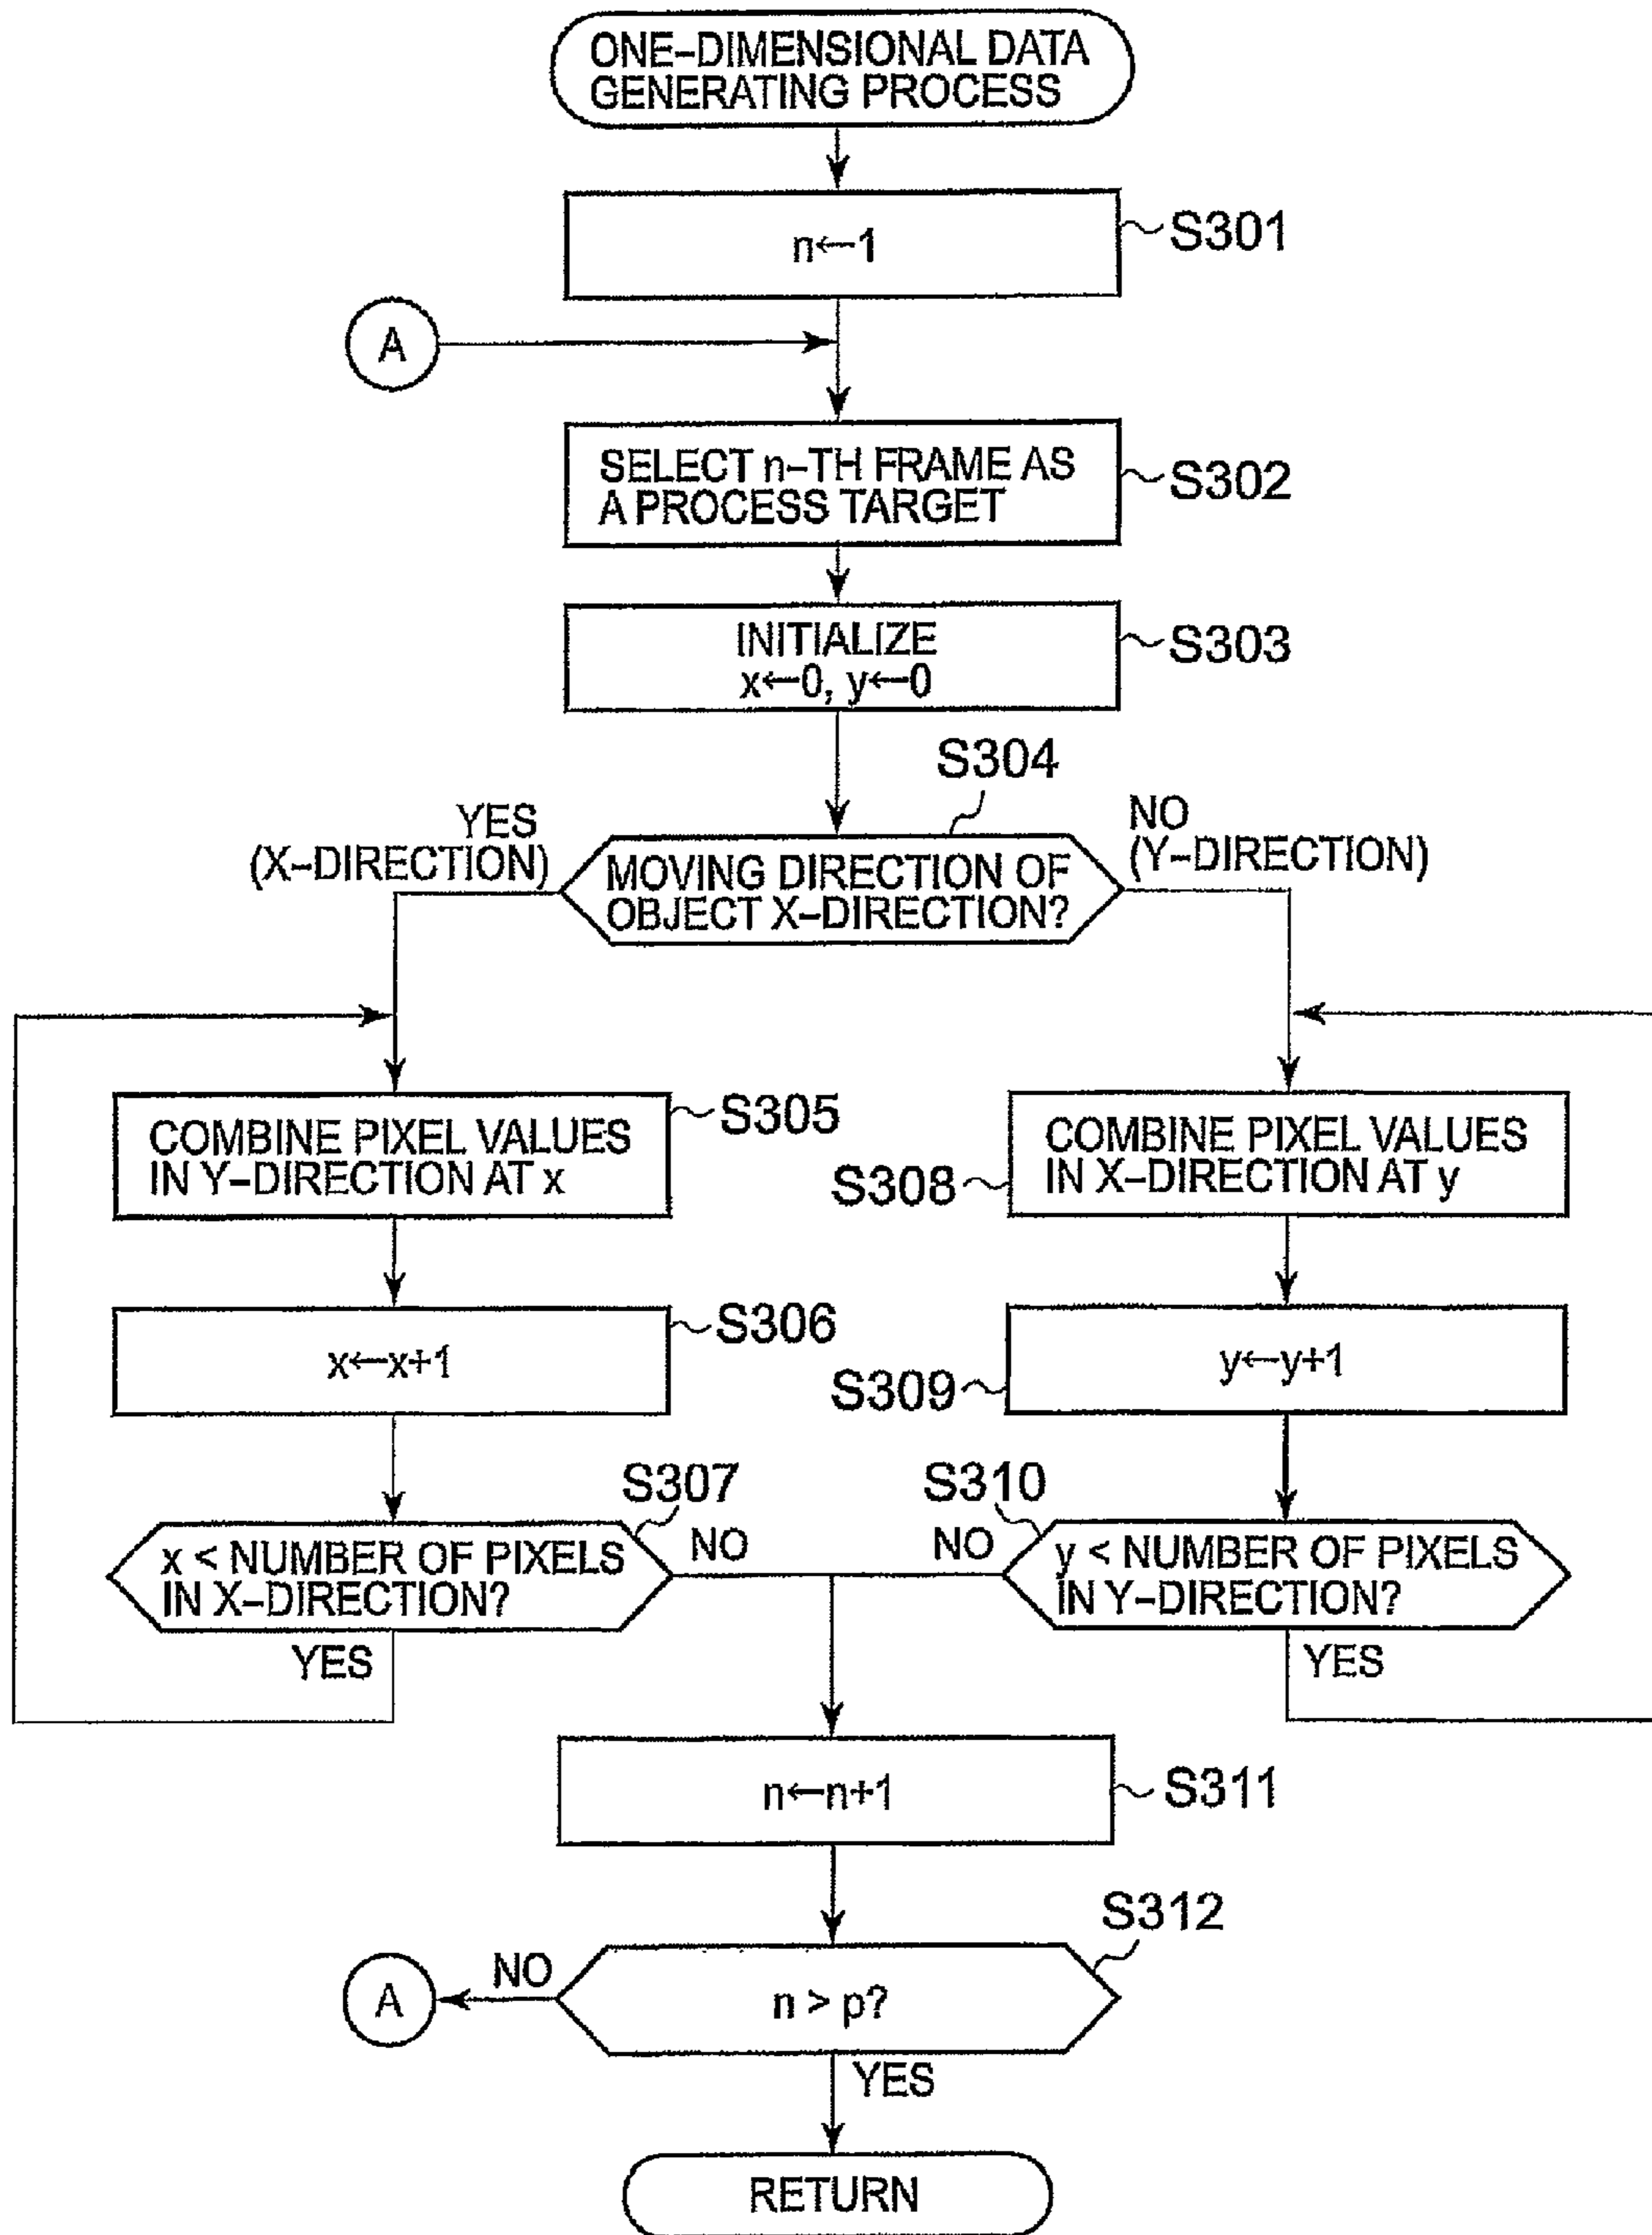 ONE-DIMENSIONAL DATA
GENERATING PROCESS
n←1
S301
A
SELECT n-TH FRAME AS
A PROCESS TARGET
S302
INITIALIZE
x←0, y←0
S303
S304
YES
(X-DIRECTION)
NO
(Y-DIRECTION)
MOVING DIRECTION OF
OBJECT X-DIRECTION?
COMBINE PIXEL VALUES
IN Y-DIRECTION AT x
S305
COMBINE PIXEL VALUES
IN X-DIRECTION AT y
S308
x←x+1
S306
y←y+1
S309
S307
S310
x < NUMBER OF PIXELS
IN X-DIRECTION?
NO
NO
y < NUMBER OF PIXELS
IN Y-DIRECTION?
YES
YES
n←n+1
S311
S312
A
NO
n > p?
YES
RETURN